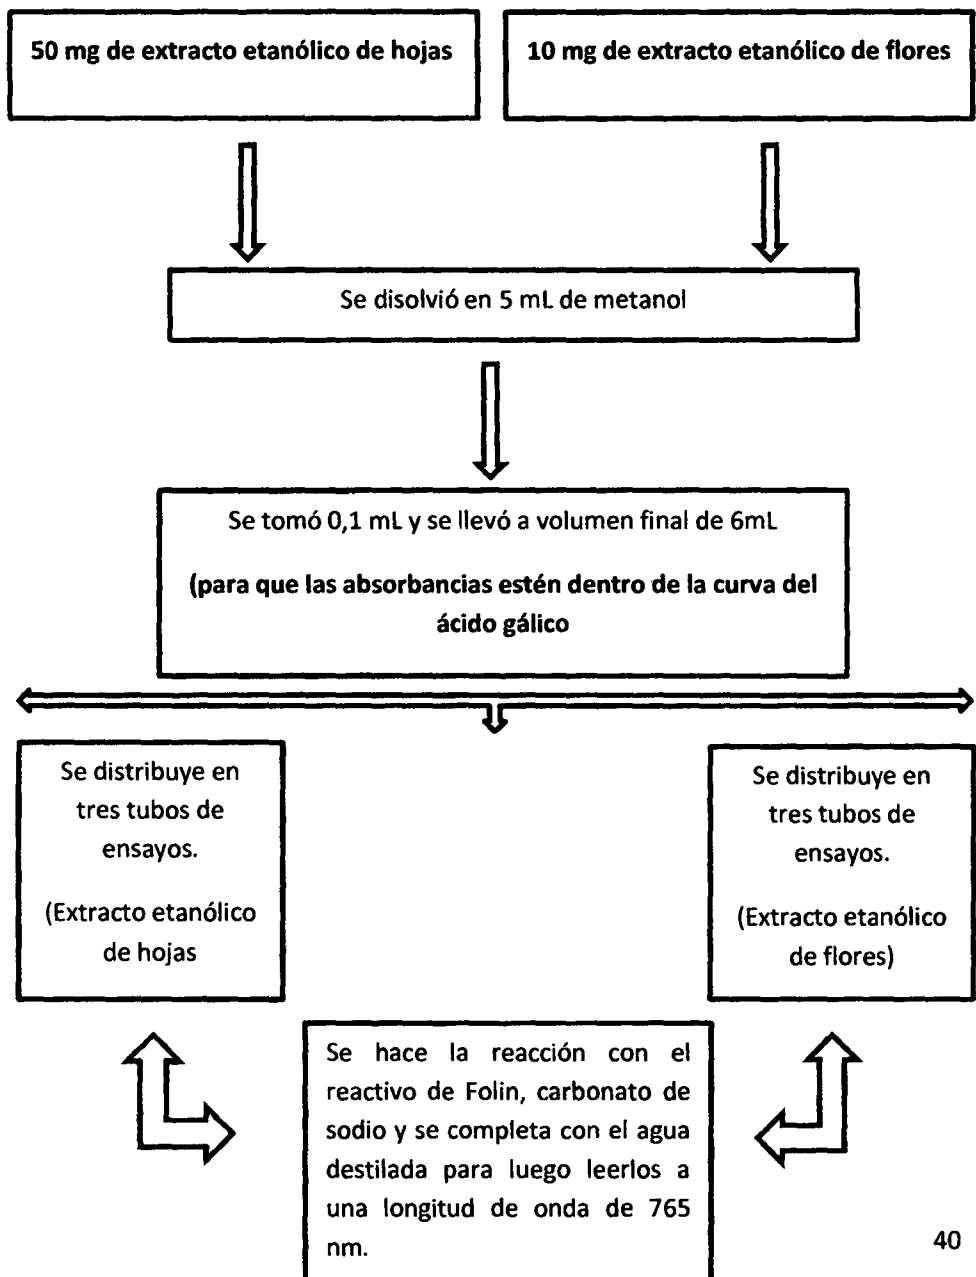 50 mg de extracto etanólico de hojas
10 mg de extracto etanólico de flores
Se disolvió en 5 mL de metanol
Se tomó 0,1 mL y se llevó a volumen final de 6mL
(para que las absorbancias estén dentro de la curva del
ácido gálico
Se distribuye en
tres tubos de
ensayos.
(Extracto etanólico
de hojas
Se distribuye en
tres tubos de
ensayos.
(Extracto etanólico
de flores)
Se hace la reacción con el
reactivo de Folin, carbonato de
sodio y se completa con el agua
destilada para luego leerlos a
una longitud de onda de 765
nm.
40